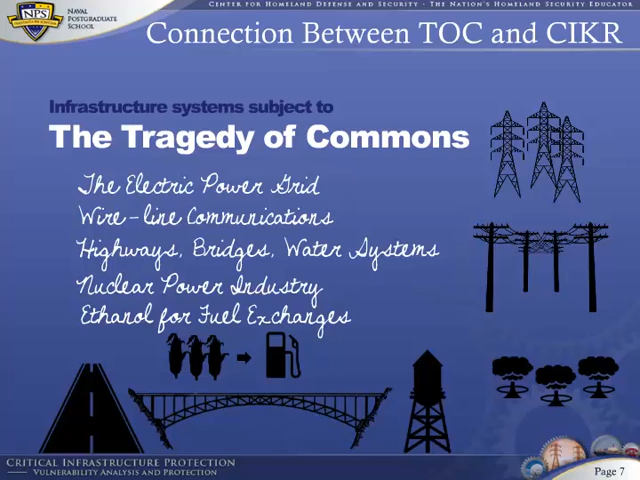 NPS
NAVAL
POSTGRADUATE
SCHOOL
CENTER FOR HOMELAND DEFENSE AND SECURITY · THE NATION'S HOMELAND SECURITY EDUCATOR
Connection Between TOC and CIKR
Infrastructure systems subject to
The Tragedy of Commons
The Electric Power Grid
Wire-line Communications
Highways, Bridges, Water Systems
Nuclear Power Industry
Ethanol for Fuel Exchanges
CRITICAL INFRASTRUCTURE PROTECTION
VULNERABILITY ANALYSIS AND PROTECTION
Page 7